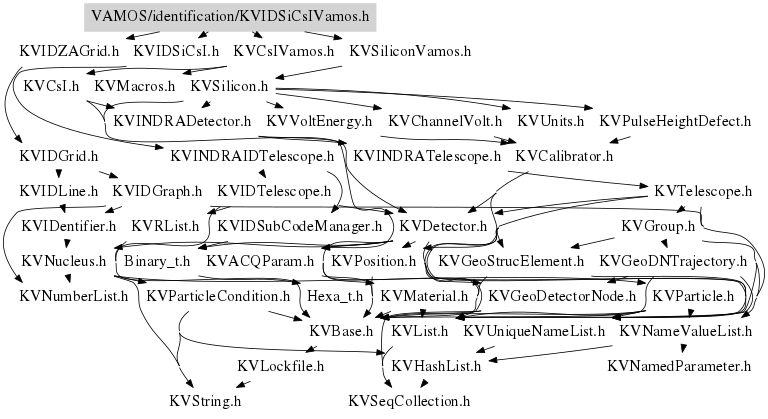 VAMOS/identification/KVIDSiCsIVamos.h
KVIDZAGrid.h KVIDSiCsI.h KVCsIVamos.h KVSiliconVamos.h
KVCsI.h KVMacros.h KVSilicon.h
KVINDRADetector.h KVVoltEnergy.h KVChannelVolt.h KVUnits.h KVPulseHeightDefect.h
KVIDGrid.h KVINDRAIDTelescope.h KVINDRATelescope.h KVCalibrator.h
KVIDLine.h KVIDGraph.h KVIDTelescope.h KVTelescope.h
KVIDentifier.h KVRList.h KVIDSubCodeManager.h KVDetector.h KVGroup.h
KVNucleus.h Binary_t.h KVACQParam.h KVPosition.h KVGeoStrucElement.h KVGeoDNTrajectory.h
KVNumberList.h KVParticleCondition.h Hexa_t.h KVMaterial.h KVGeoDetectorNode.h KVParticle.h
KVBase.h KVList.h KVUniqueNameList.h KVNameValueList.h
KVLockfile.h KVHashList.h KVNamedParameter.h
KVString.h KVSeqCollection.h